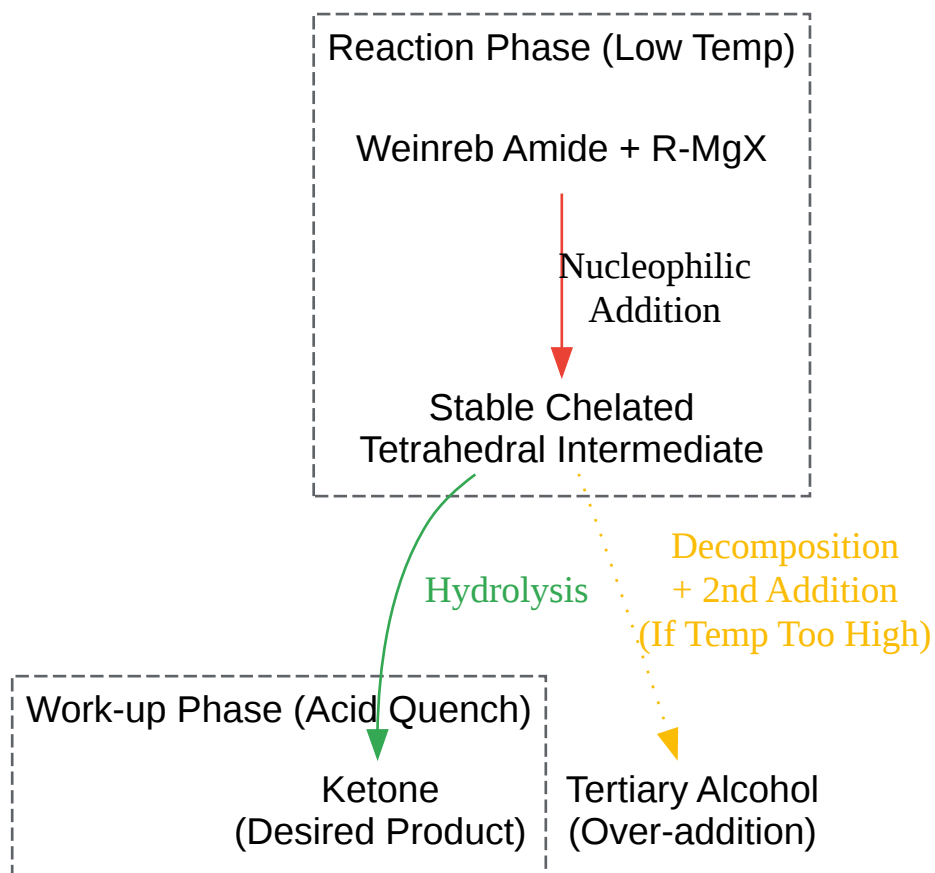 Reaction Phase (Low Temp)
Weinreb Amide + R-MgX
Nucleophilic
Addition
Stable Chelated
Tetrahedral Intermediate
Decomposition
+ 2nd Addition
(If Temp Too High)
Hydrolysis
Work-up Phase (Acid Quench)
Ketone
(Desired Product)
Tertiary Alcohol
(Over-addition)